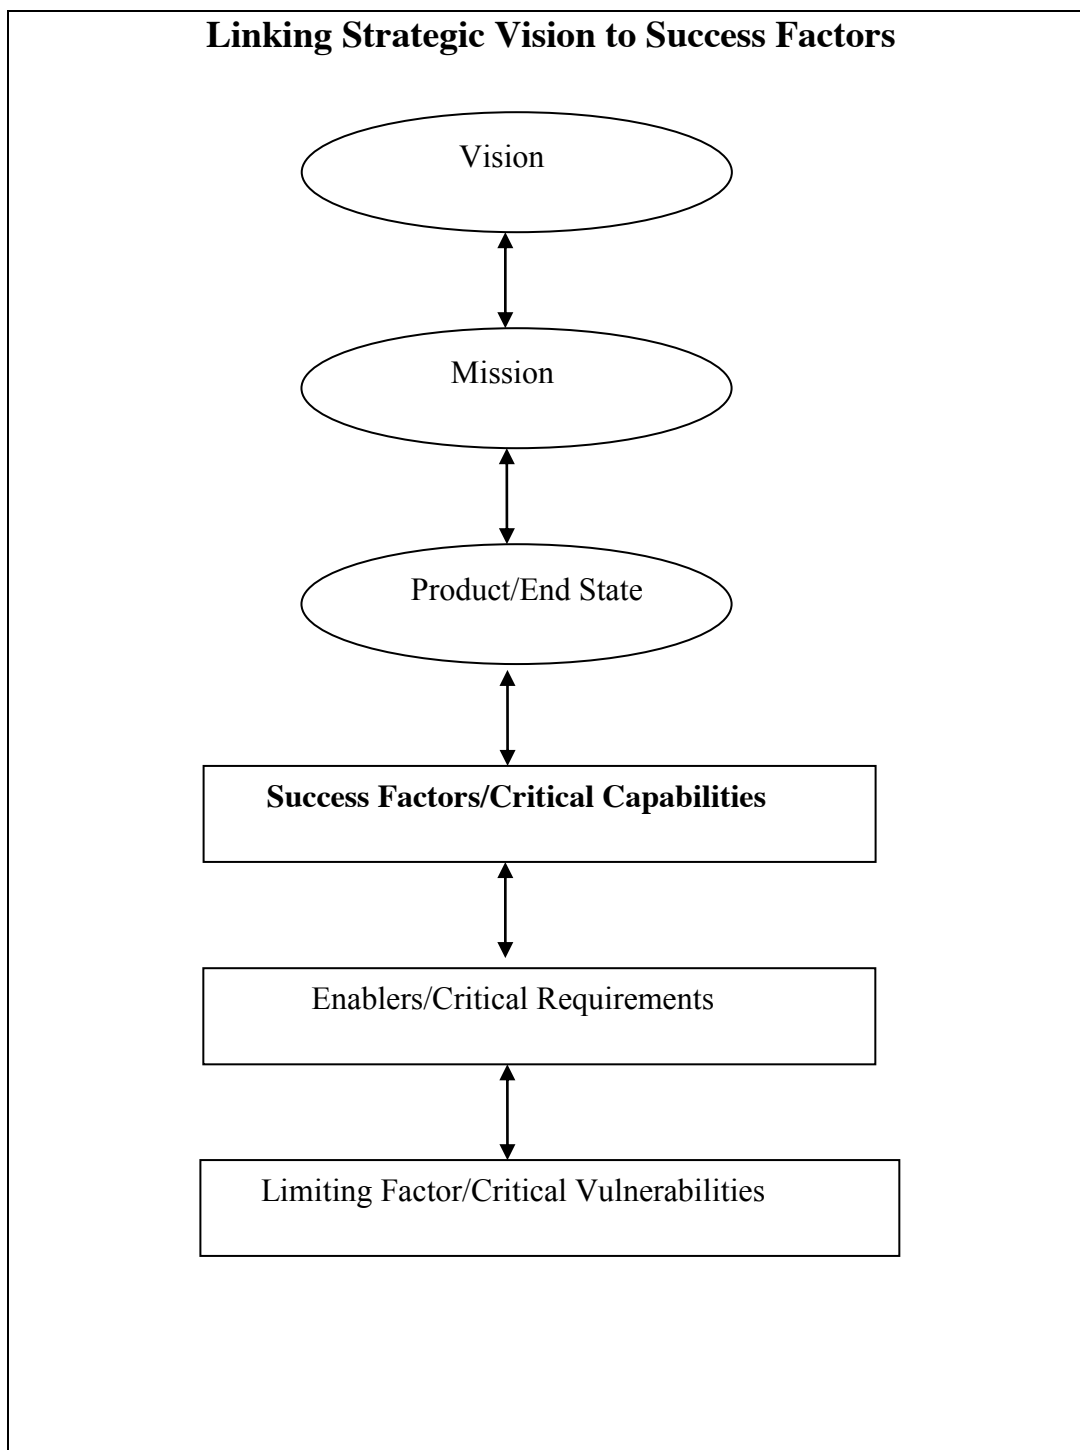 Linking Strategic Vision to Success Factors
Vision
Mission
Product/End State
Success Factors/Critical Capabilities
Enablers/Critical Requirements
Limiting Factor/Critical Vulnerabilities